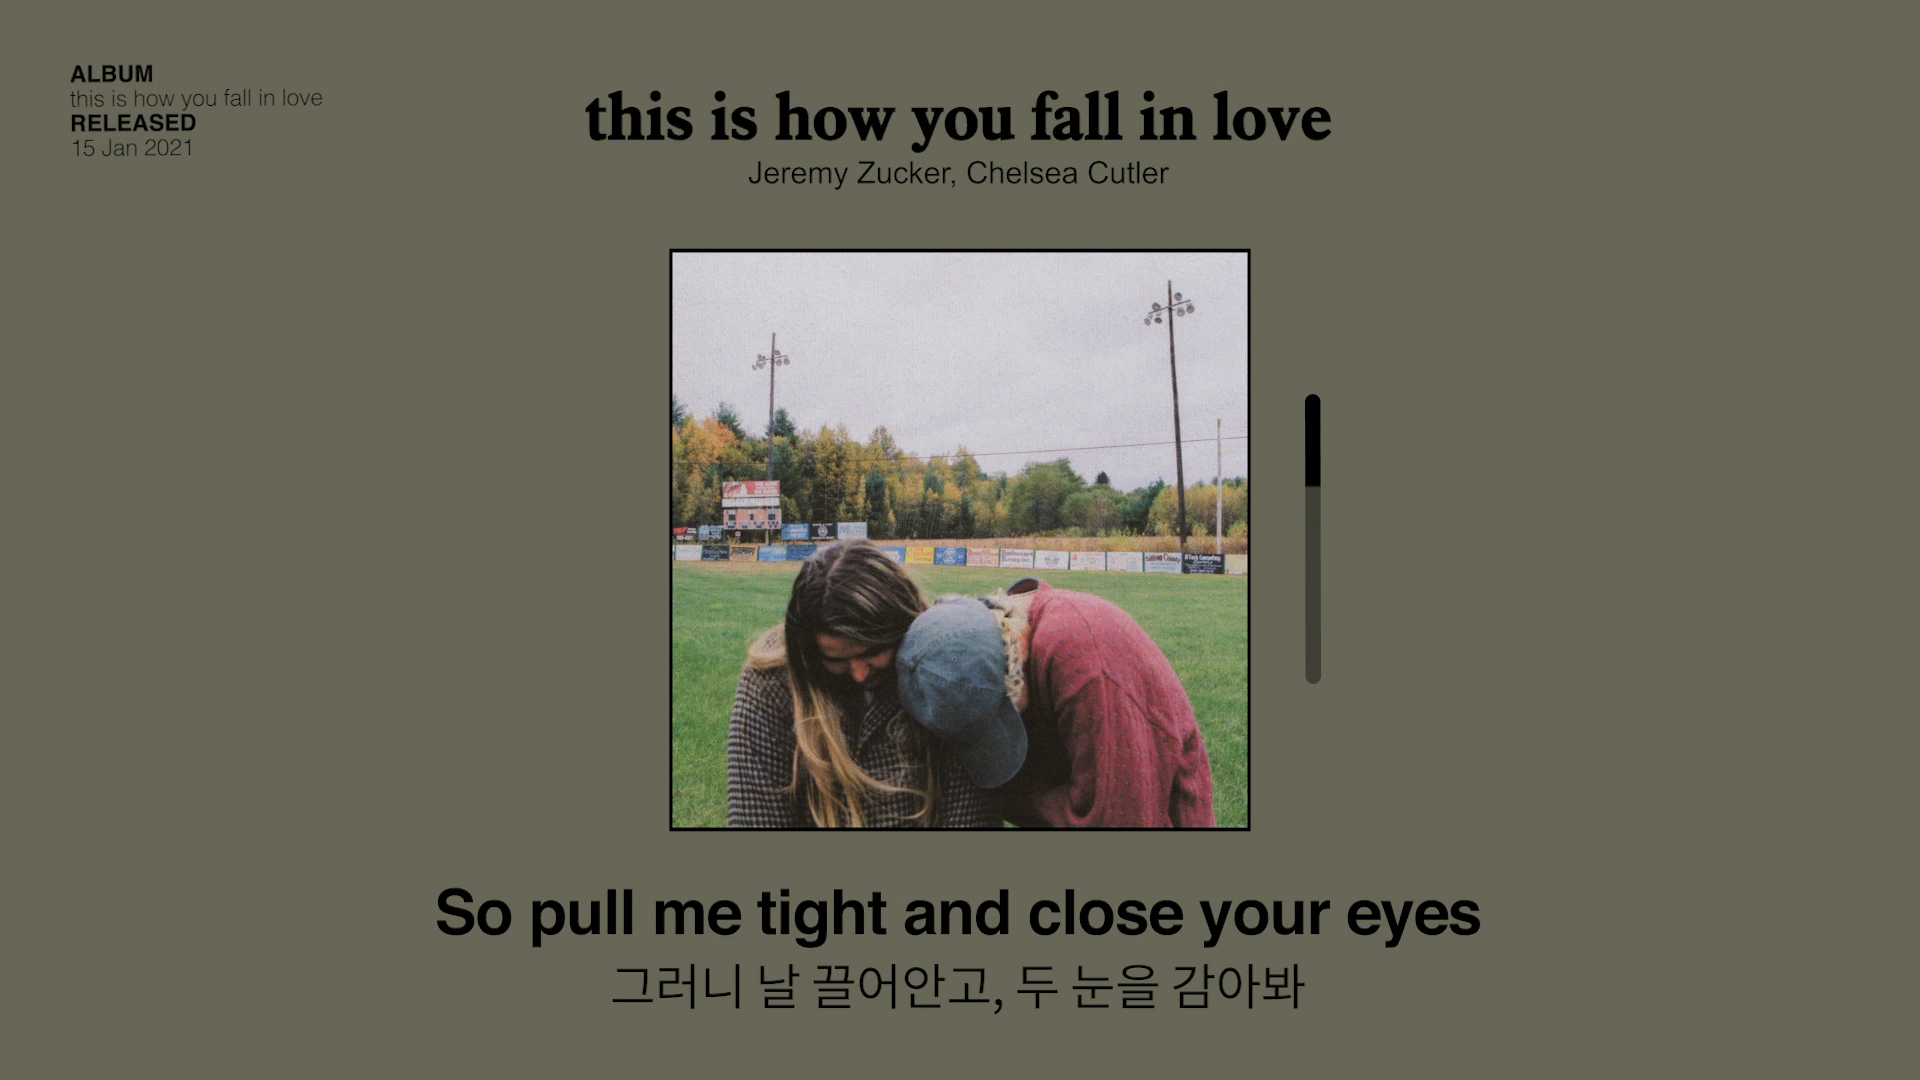 ALBUM
this is how you fall in love
RELEASED
15 Jan 2021
this is how you fall in love
Jeremy Zucker, Chelsea Cutler
So pull me tight and close your eyes
그러니 날 끌어안고, 두 눈을 감아봐